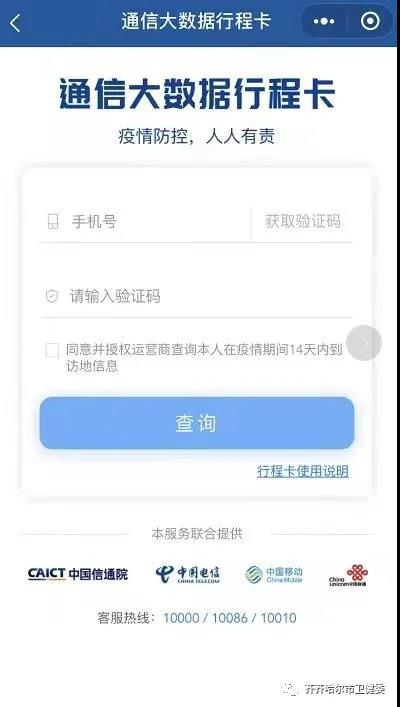 通信大数据行程卡
通信大数据行程卡
疫情防控，人人有责
手机号 获取验证码
请输入验证码
同意并授权运营商查询本人在疫情期间14天内到
访地信息
查询
行程卡使用说明
本服务联合提供
CAICT 中国信通院 中国电信 CHINA TELECOM 中国移动 China Mobile China unicom中国联通
客服热线：10000 / 10086 / 10010
齐齐哈尔市卫健委